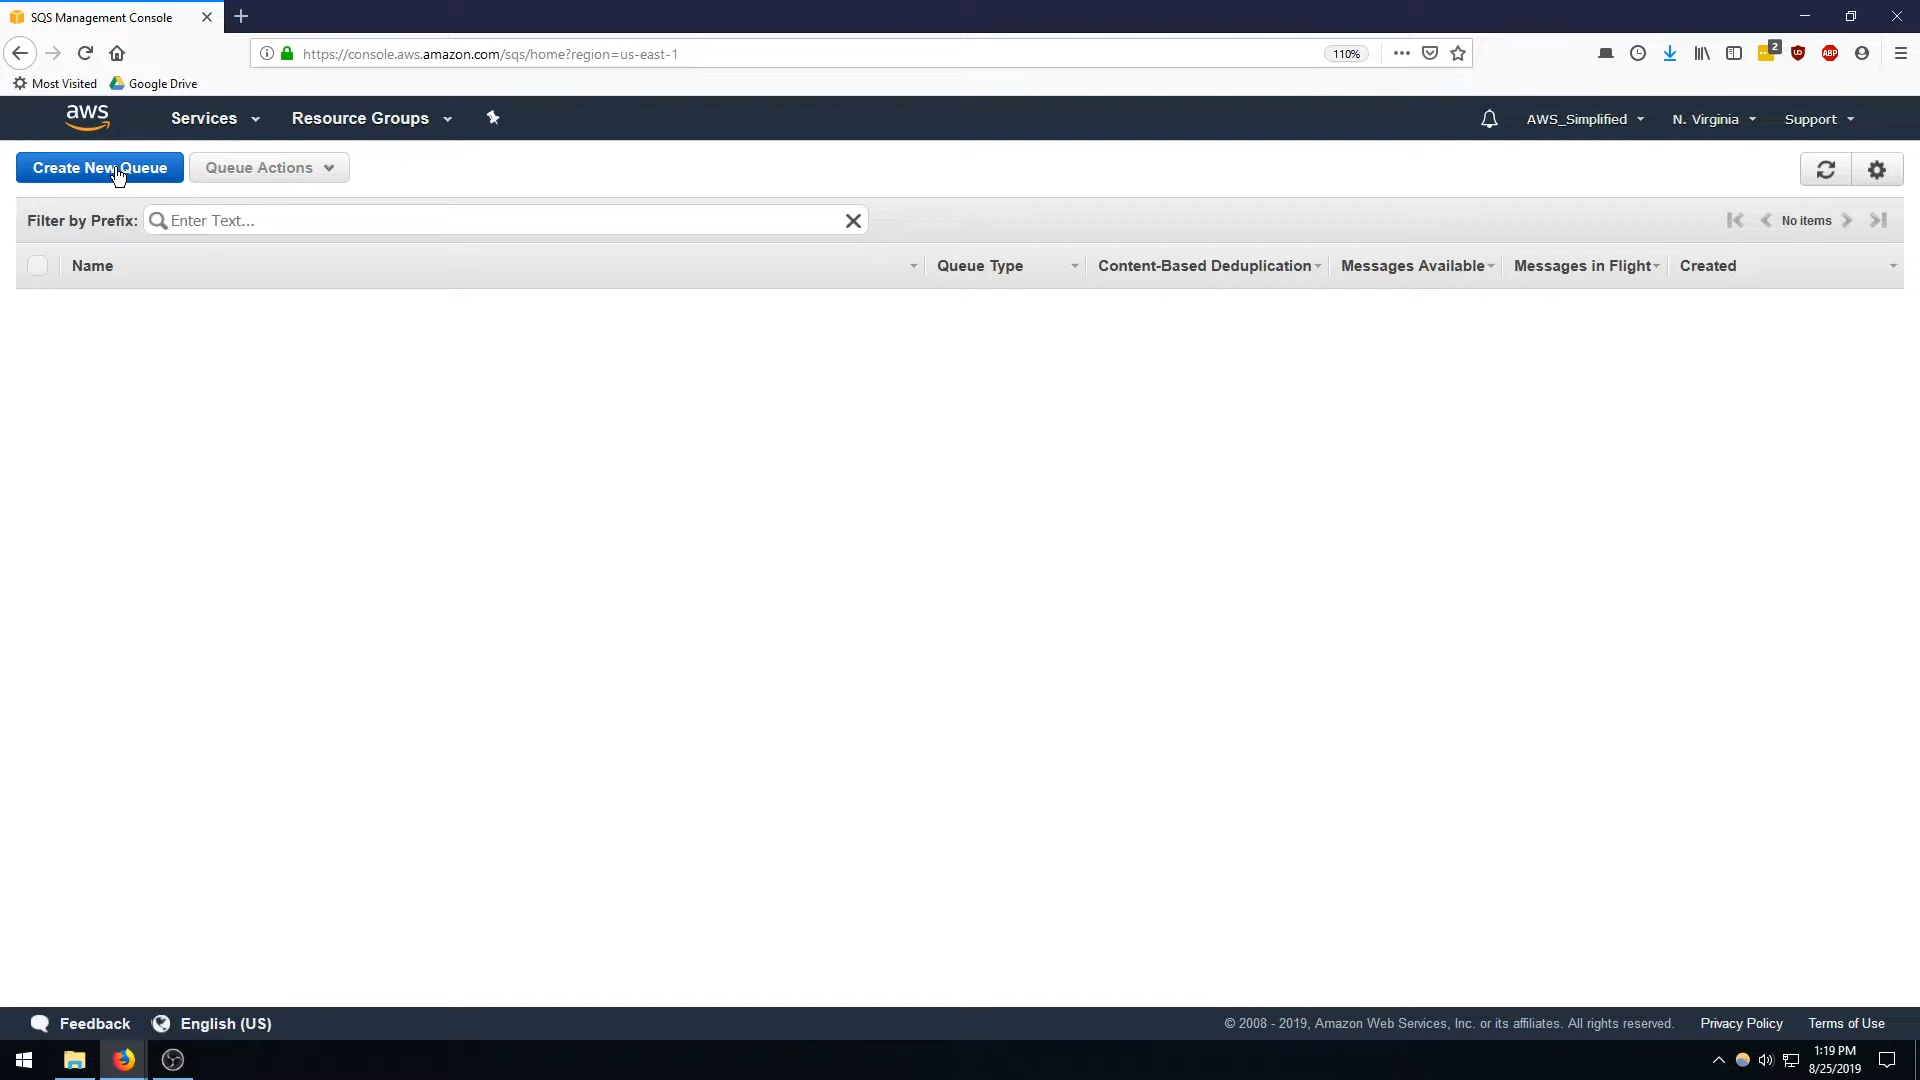 SQS Management Console
https://console.aws.amazon.com/sqs/home?region=us-east-1
110%
2
ABP
Most Visited
Google Drive
aws
Services
Resource Groups
AWS_Simplified
N. Virginia
Support
Create New Queue
Queue Actions
Filter by Prefix:
Enter Text...
No items
Name
Queue Type
Content-Based Deduplication
Messages Available
Messages in Flight
Created
Feedback
English (US)
© 2008 - 2019, Amazon Web Services, Inc. or its affiliates. All rights reserved.
Privacy Policy
Terms of Use
1:19 PM
8/25/2019